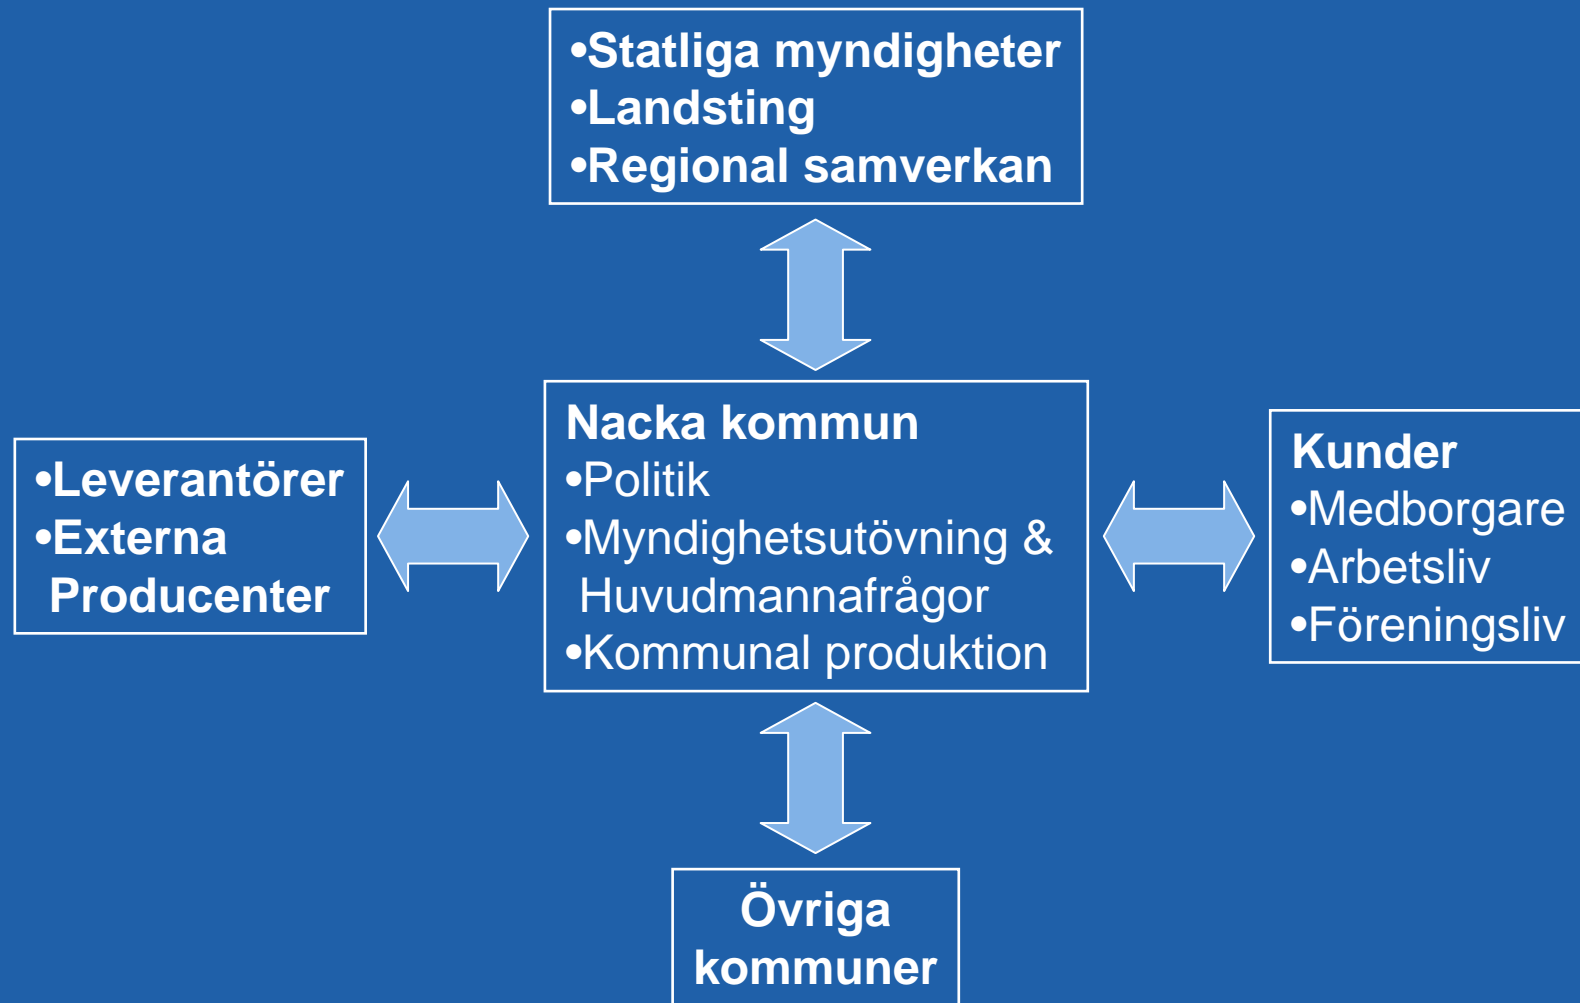 •Statliga myndigheter
•Landsting
•Regional samverkan
•Leverantörer
•Externa
Producenter
Nacka kommun
•Politik
•Myndighetsutövning &
Huvudmannafrågor
•Kommunal produktion
Kunder
•Medborgare
•Arbetsliv
•Föreningsliv
Övriga
kommuner